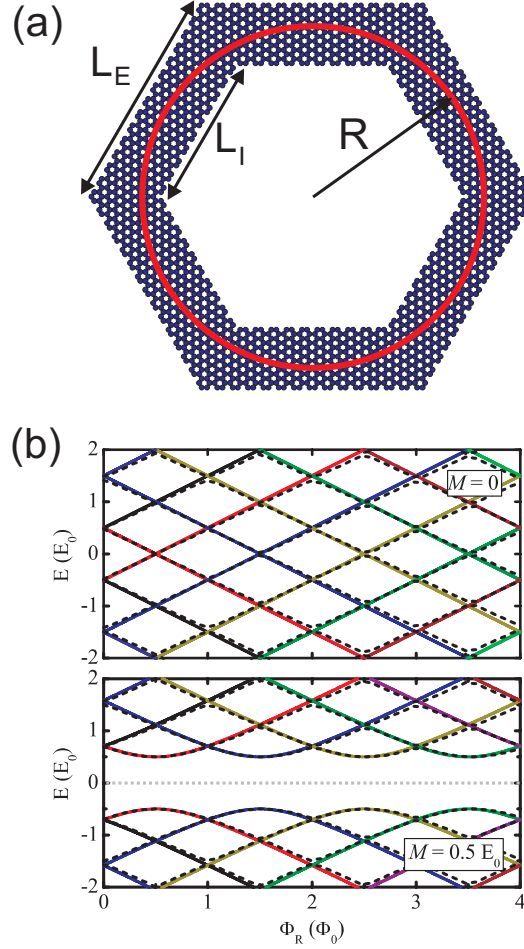 (a)
L_E
L_I
R
(b)
2
1
0
-1
-2
E (E_0)
M = 0
2
1
0
-1
-2
E (E_0)
M = 0.5 E_0
0 1 2 3 4
Φ_R (Φ_0)